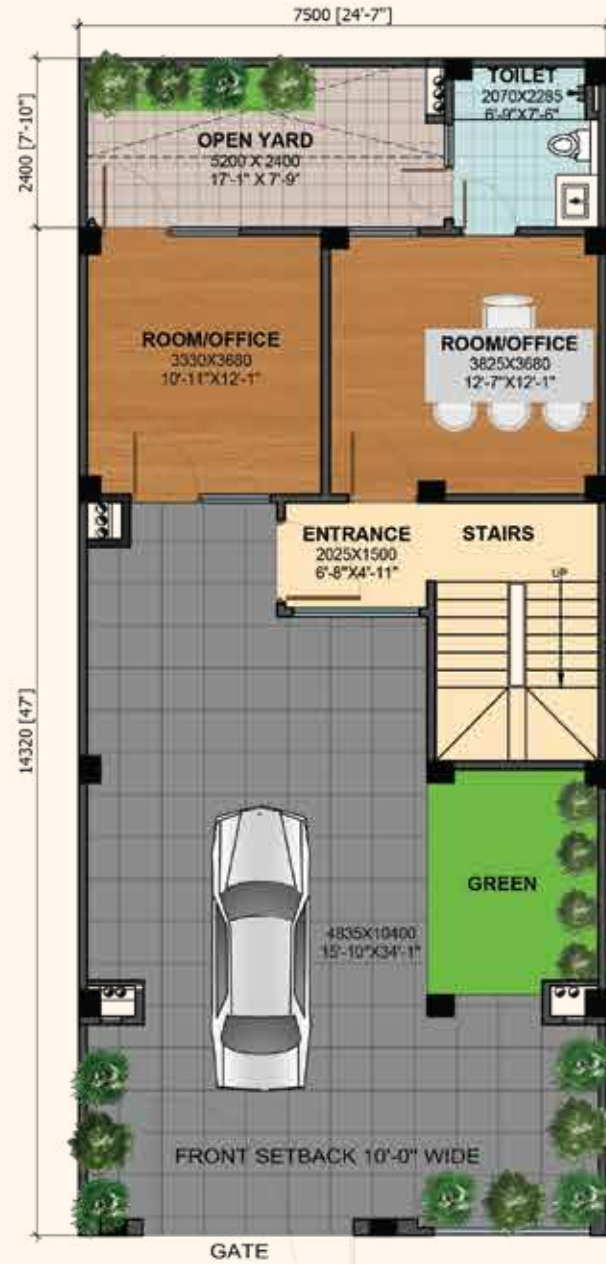 7500 [24'-7"]
2400 [7'-10"]
TOILET
2070X2285
6'-9"X7'-6"
OPEN YARD
5200 X 2400
17'-1" X 7'-9"
ROOM/OFFICE
3330X3680
10'-11"X12'-1"
ROOM/OFFICE
3825X3680
12'-7"X12'-1"
ENTRANCE
2025X1500
6'-8"X4'-11"
STAIRS
UP
14320 [47']
GREEN
4835X10400
15'-10"X34'-1"
FRONT SETBACK 10'-0" WIDE
GATE